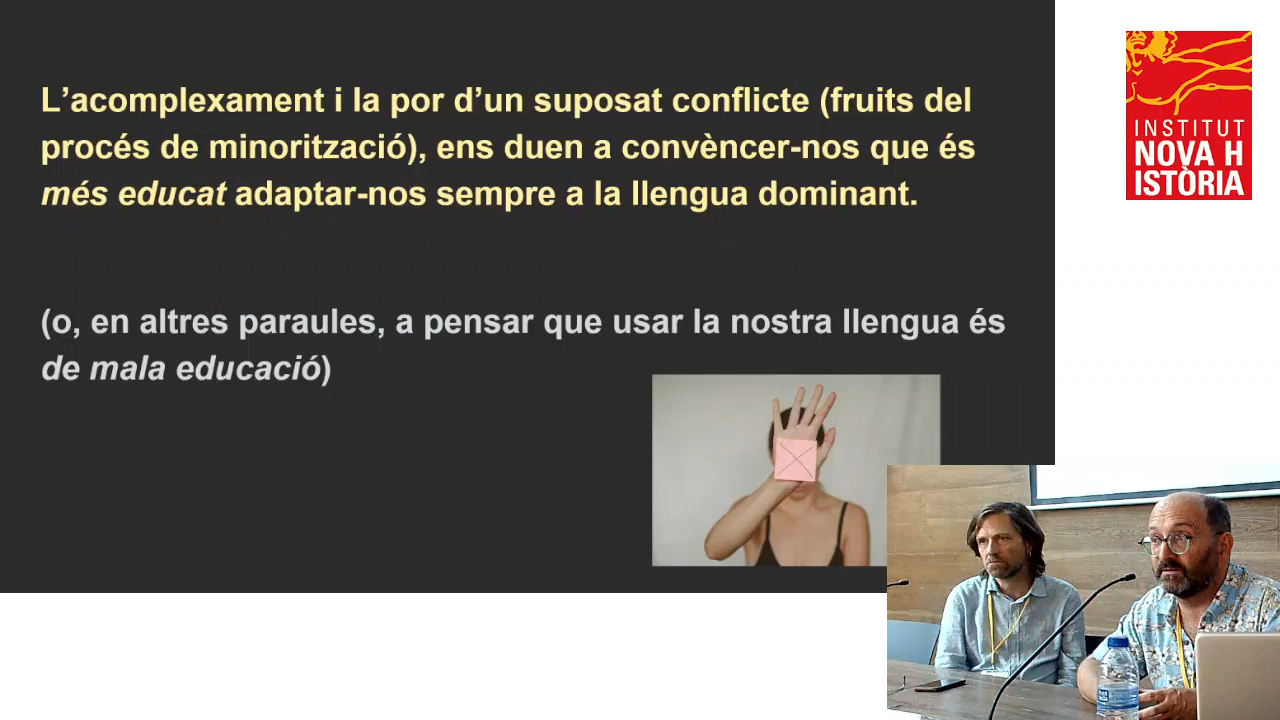 L’acomplexament i la por d’un suposat conflicte (fruits del
procés de minorització), ens duen a convèncer-nos que és
més educat adaptar-nos sempre a la llengua dominant.
(o, en altres paraules, a pensar que usar la nostra llengua és
de mala educació)
INSTITUT
NOVA H
ISTÒRIA